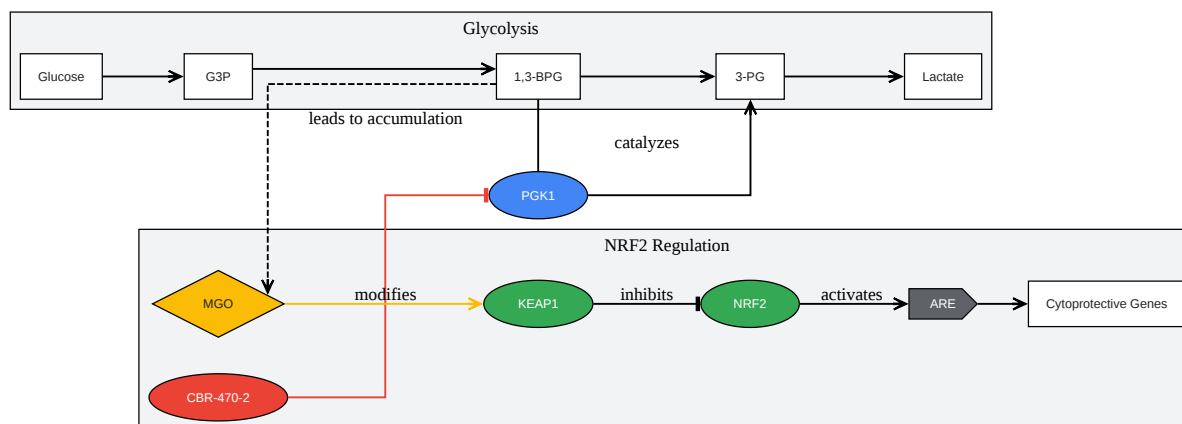 Glycolysis
Glucose
G3P
1,3-BPG
3-PG
Lactate
leads to accumulation
catalyzes
PGK1
NRF2 Regulation
MGO
modifies
KEAP1
inhibits
NRF2
activates
ARE
Cytoprotective Genes
CBR-470-2